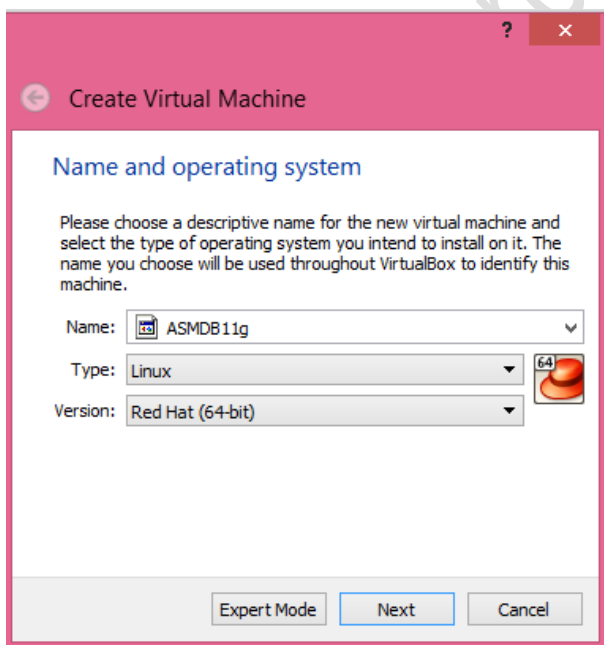 ?
Create Virtual Machine
Name and operating system
Please choose a descriptive name for the new virtual machine and
select the type of operating system you intend to install on it. The
name you choose will be used throughout VirtualBox to identify this
machine.
Name: ASMDB11g
Type: Linux
64
Version: Red Hat (64-bit)
Expert Mode Next Cancel